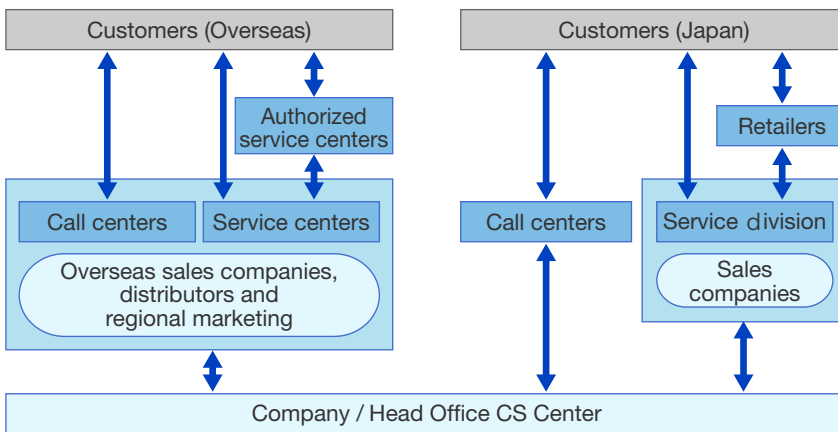 Customers (Overseas)
Customers (Japan)
Authorized
service centers
Retailers
Call centers
Service centers
Call centers
Service division
Overseas sales companies,
distributors and
regional marketing
Sales
companies
Company / Head Office CS Center